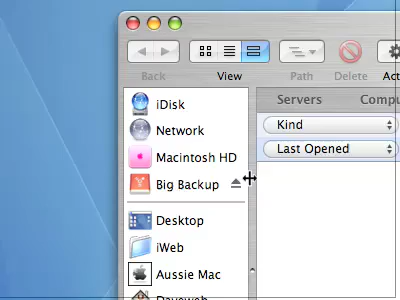 Back
View
Path
Delete
iDisk
Network
Macintosh HD
Big Backup
Desktop
iWeb
Aussie Mac
Servers
Kind
Last Opened